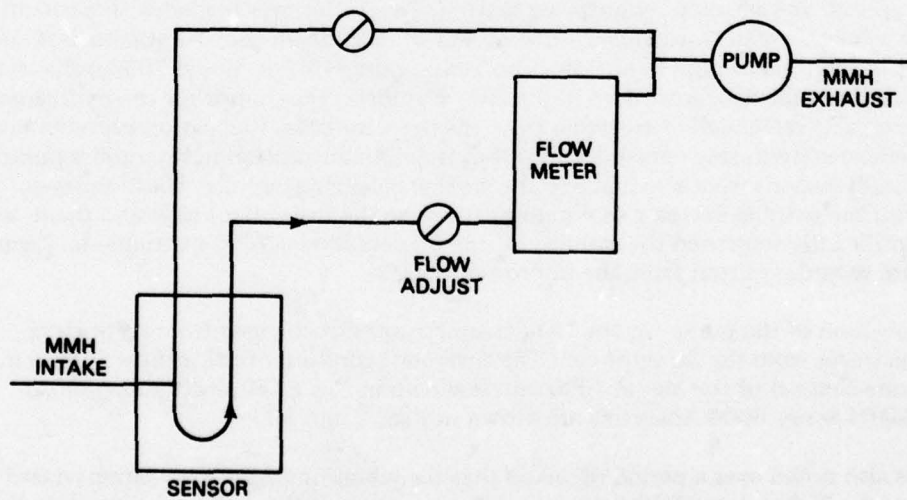 PUMP
MMH
EXHAUST
FLOW
METER
FLOW
ADJUST
MMH
INTAKE
SENSOR